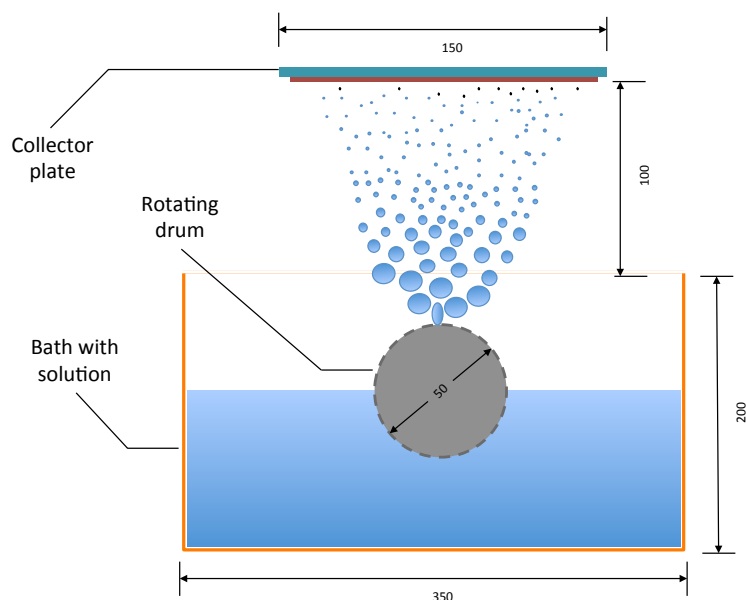 150
Collector
plate
100
Rotating
drum
Bath with
solution
50
200
350